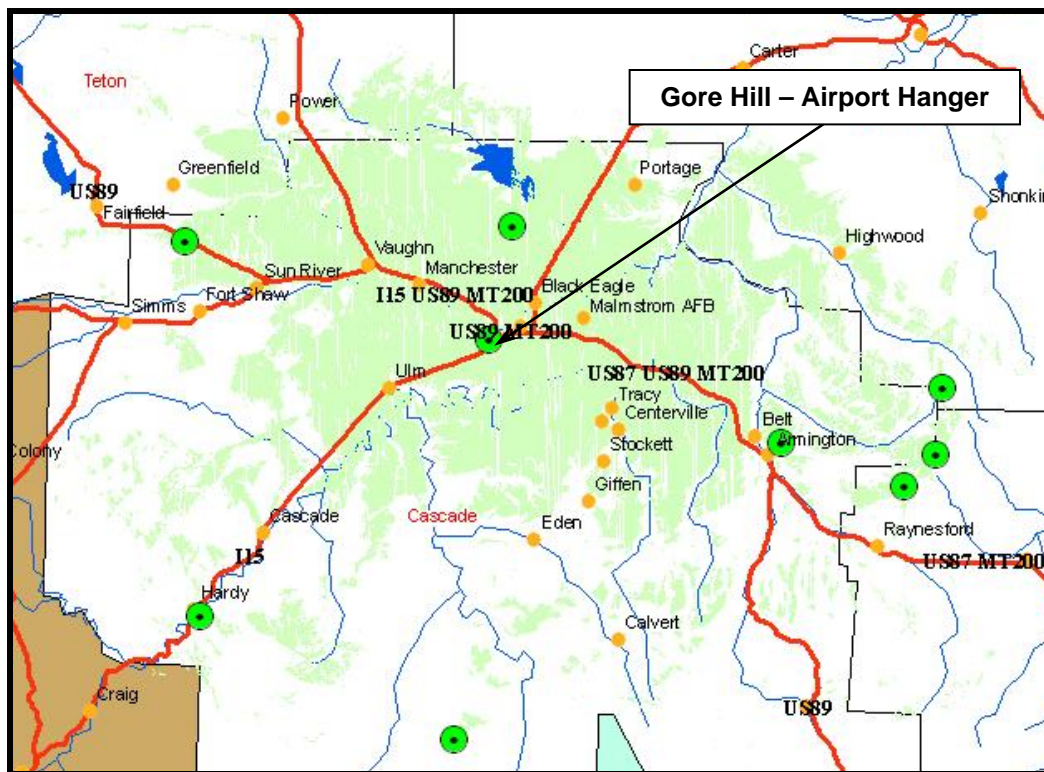 Carter
Teton
Gore Hill – Airport Hanger
Power
Greenfield
Portage
US89
Fairfield
Shonkin
Highwood
Vaughn
Sun River
Manchester
Fort Shaw
I15 US89 MT200
Black Eagle
Simms
Malmstrom AFB
US89 MT200
Ulm
US87 US89 MT200
Tracy
Centerville
Belt
Armington
Colony
Stockett
Giffen
Cascade
Cascade
Eden
Raynesford
I15
US87 MT200
Hardy
Calvert
Craig
US89